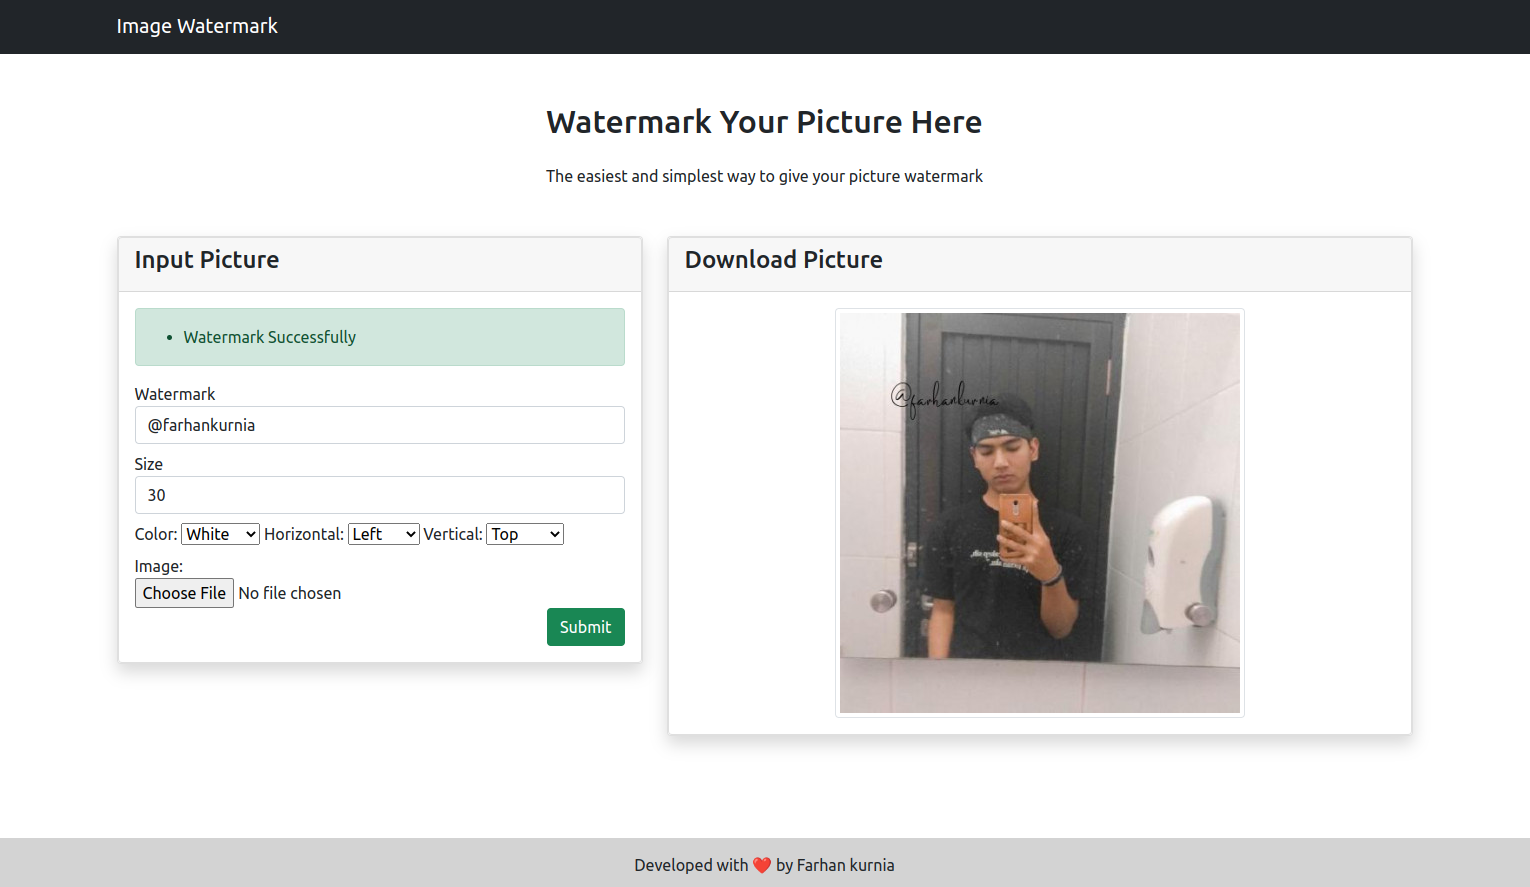 Image Watermark
Watermark Your Picture Here
The easiest and simplest way to give your picture watermark
Input Picture
Watermark Successfully
Watermark
@farhankurnia
Size
30
Color: White Horizontal: Left Vertical: Top
Image:
Choose File No file chosen
Submit
Download Picture
@farhankurnia
Developed with ❤️ by Farhan kurnia